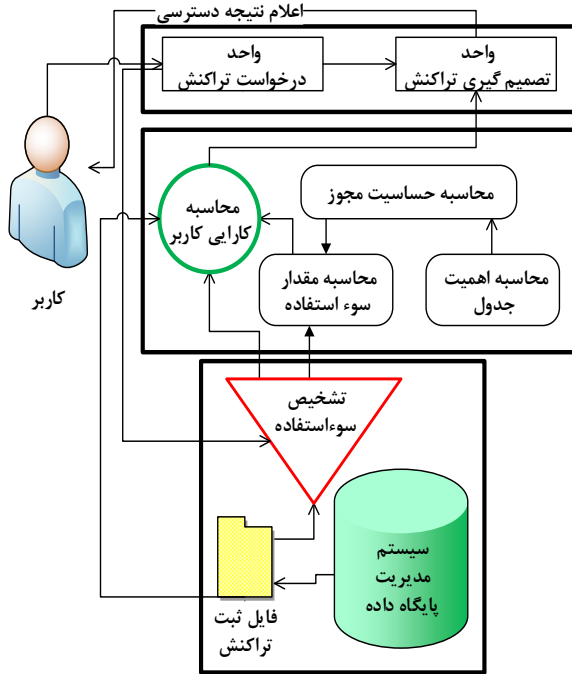 اعلام نتیجه دسترسی
واحد
درخواست تراکنش
واحد
تصمیم گیری تراکنش
محاسبه
کارایی کاربر
محاسبه حساسیت مجوز
محاسبه مقدار
سوء استفاده
محاسبه اهمیت
جدول
کاربر
تشخیص
سوءاستفاده
سیستم
مدیریت
پایگاه داده
فایل ثبت
تراکنش